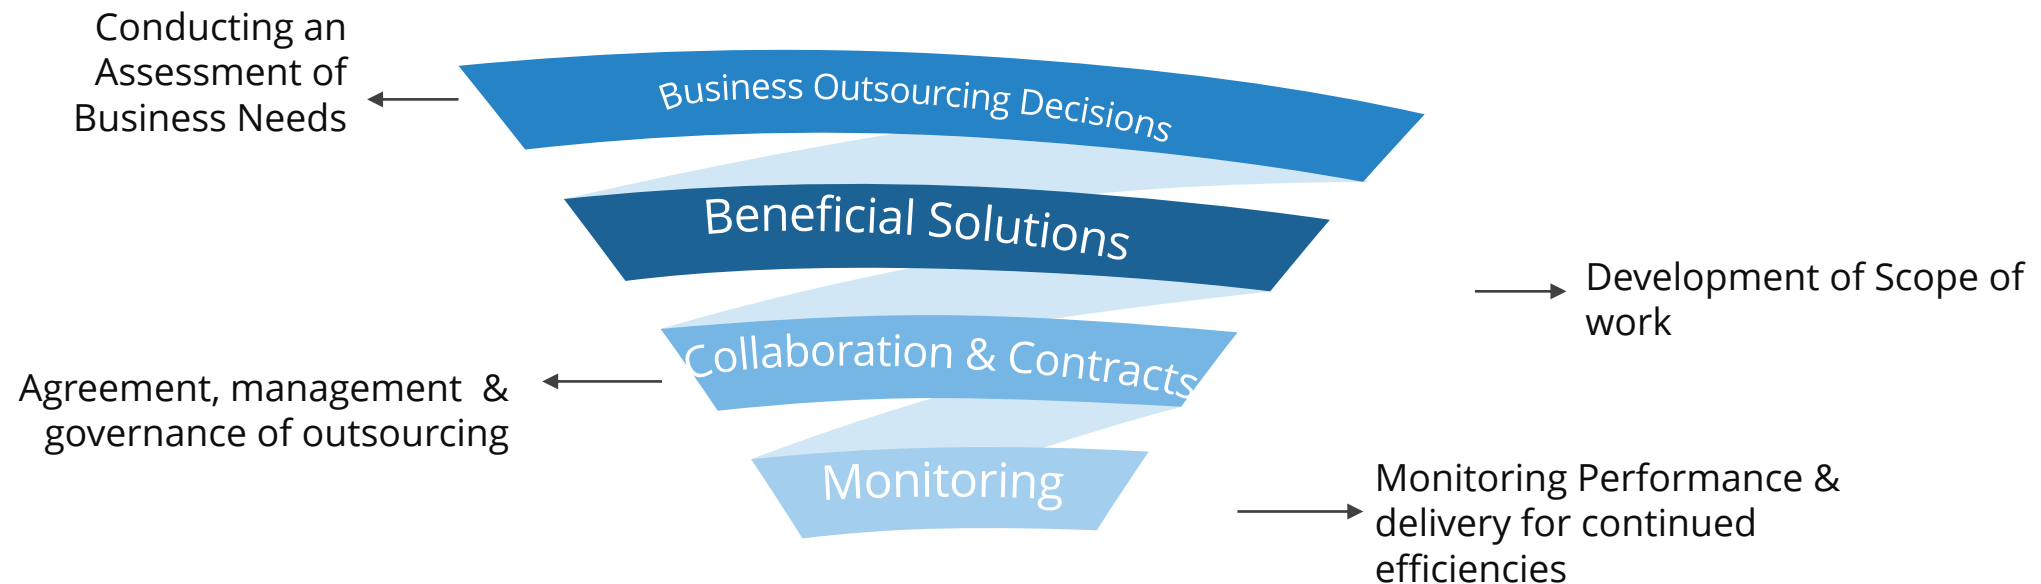 Conducting an
Assessment of
Business Needs
Business Outsourcing Decisions
Beneficial Solutions
Development of Scope of
work
Collaboration & Contracts
Agreement, management  &
governance of outsourcing
Monitoring
Monitoring Performance &
delivery for continued
efficiencies